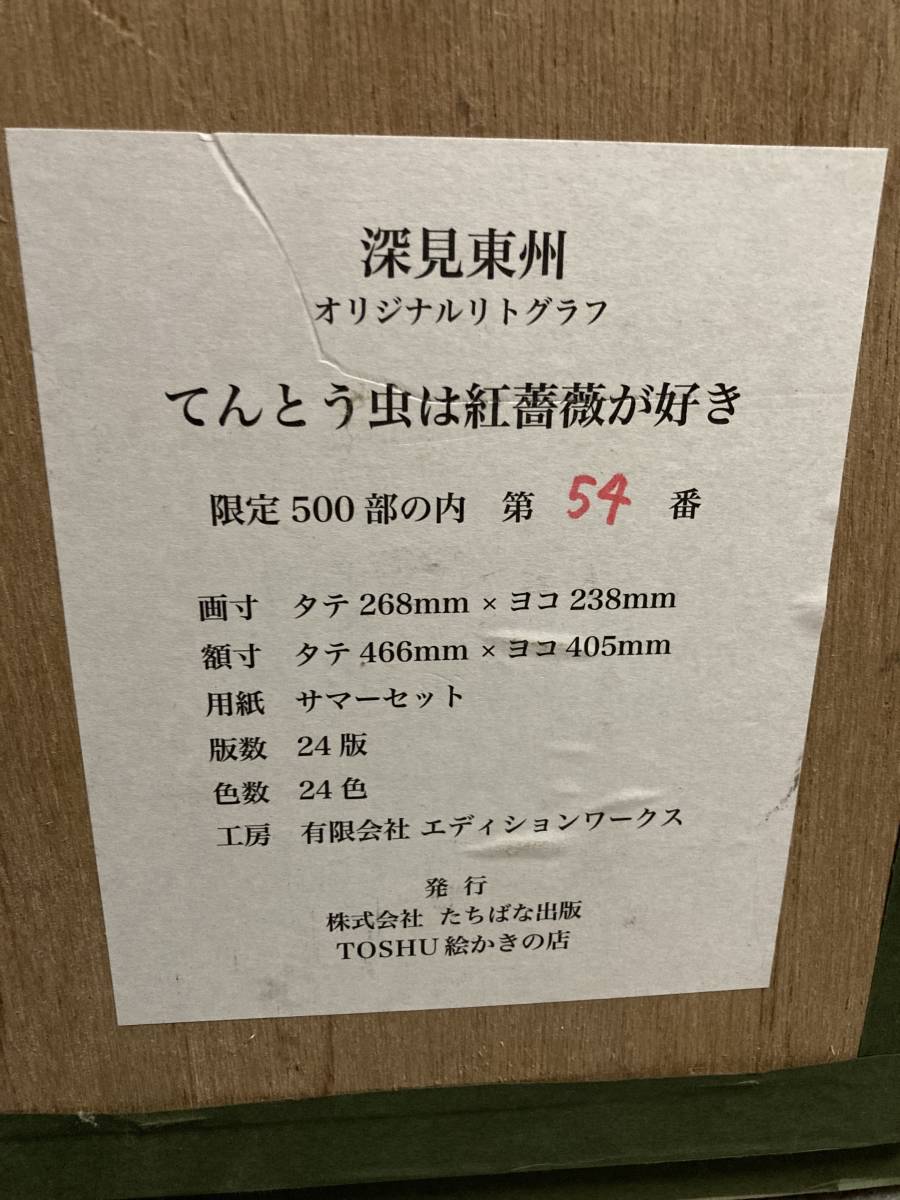 深見東州
オリジナルリトグラフ
てんとう虫は紅薔薇が好き
限定500部の内 第 54 番
画寸 タテ268mm×ヨコ238mm
額寸 タテ466mm×ヨコ405mm
用紙 サマーセット
版数 24版
色数 24色
工房 有限会社 エディションワークス
発 行
株式会社 たちばな出版
TOSHU絵かきの店